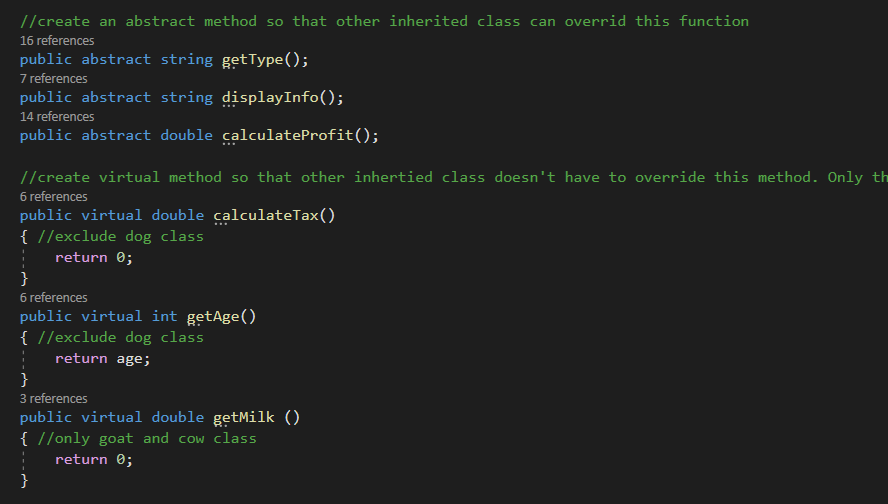 //create an abstract method so that other inherited class can overrid this function
16 references
public abstract string getType();
7 references
public abstract string displayInfo();
14 references
public abstract double calculateProfit();
//create virtual method so that other inhertied class doesn't have to override this method. Only th
6 references
public virtual double calculateTax()
{ //exclude dog class
return 0;
}
6 references
public virtual int getAge()
{ //exclude dog class
return age;
}
3 references
public virtual double getMilk ()
{ //only goat and cow class
return 0;
}